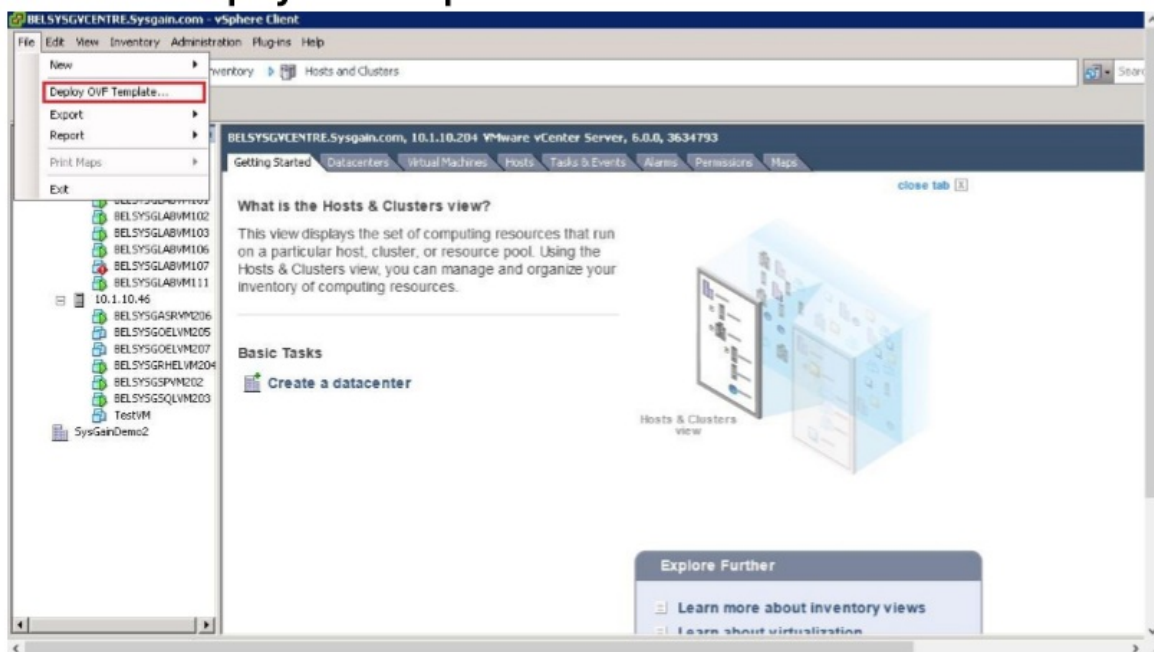 BELSYSGVCENTRE.Sysgain.com - vSphere Client
File Edit View Inventory Administration Plug-ins Help
New
Hosts and Clusters
Deploy OVF Template...
Export
Report
Print Maps
Exit
BELSYSGVCENTRE.Sysgain.com, 10.1.10.204 VMware vCenter Server, 6.0.0, 3634793
Getting Started Datacenters Virtual Machines Hosts Tasks & Events Alarms Permissions Maps
close tab
BELSYSGLABVM102
BELSYSGLABVM103
BELSYSGLABVM106
BELSYSGLABVM107
BELSYSGLABVM111
10.1.10.46
BELSYSGASRVM206
BELSYSGOELVM205
BELSYSGOELVM207
BELSYSGRHELVM204
BELSYSGSPVM202
BELSYSGSQLVM203
TestVM
SysGainDemo2
What is the Hosts & Clusters view?
This view displays the set of computing resources that run
on a particular host, cluster, or resource pool. Using the
Hosts & Clusters view, you can manage and organize your
inventory of computing resources.
Basic Tasks
Create a datacenter
Hosts & Clusters
view
Explore Further
Learn more about inventory views
Learn about virtualization